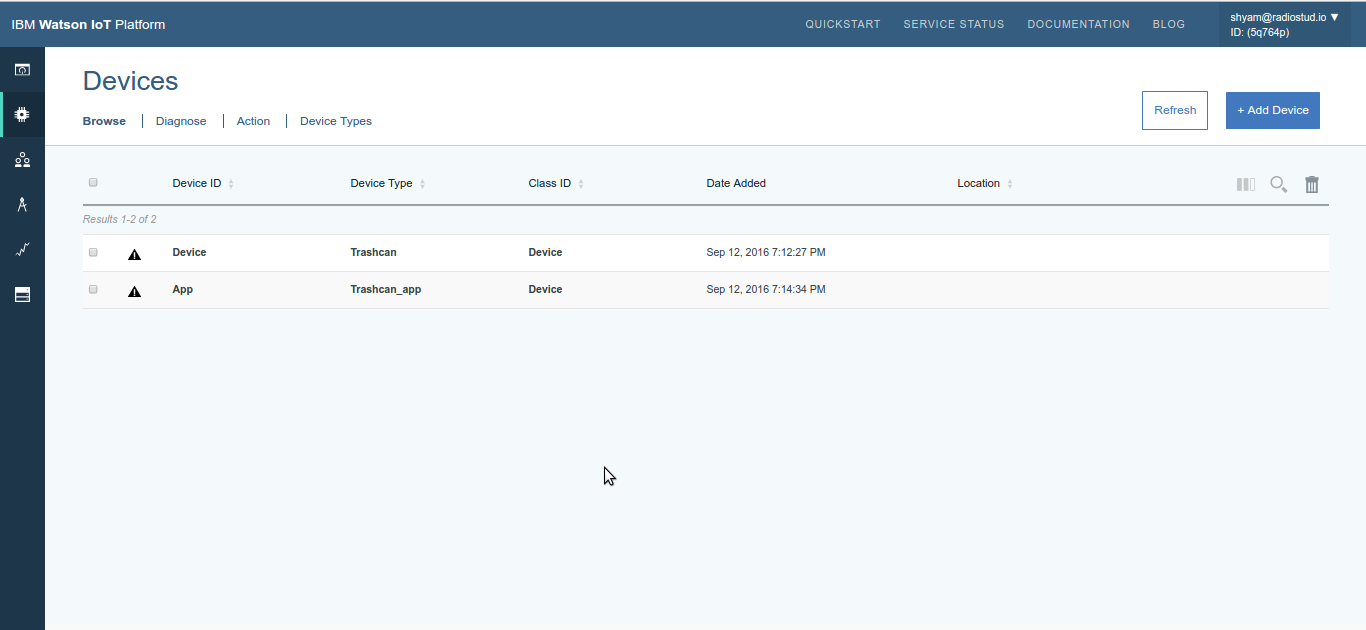 IBM Watson IoT Platform
QUICKSTART SERVICE STATUS DOCUMENTATION BLOG
shyam@radiostud.io ▼
ID: (5q764p)
Devices
Browse | Diagnose | Action | Device Types
Refresh
+ Add Device
Device ID Device Type Class ID Date Added Location
Results 1-2 of 2
Device Trashcan Device Sep 12, 2016 7:12:27 PM
App Trashcan_app Device Sep 12, 2016 7:14:34 PM